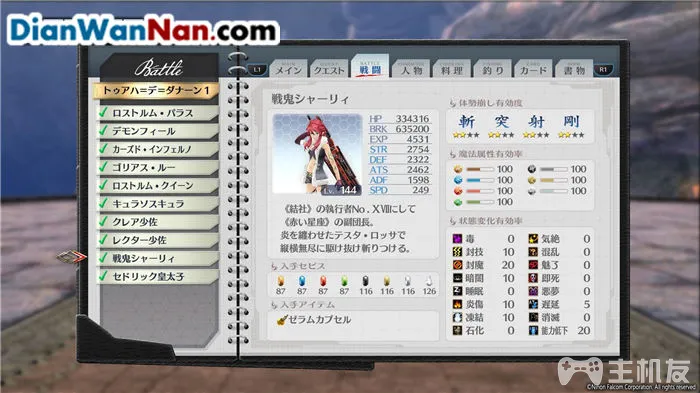 DianWanNan.com
Battle
トゥアハ=デ=ダナーン1
ロストルム・パラス
デモンフィール
カーズド・インフェルノ
ゴリアス・ルー
ロストルム・クイーン
キュラソスキュラ
クレア少佐
レクター少佐
戦鬼シャーリィ
セドリック皇太子
L1
MAIN
メイン
クエスト
BATTLE
戦闘
人物
料理
釣り
カード
書物
R1
戦鬼シャーリィ
Lv. 144
HP 334316
BRK 635200
EXP 4531
STR 2754
DEF 2322
ATS 2462
ADF 1598
SPD 249
《結社》の執行者No.ⅩⅦにして
《赤い星座》の副団長。
炎を纏わせたテスタ・ロッサで
縦横無尽に駆け抜け斬りつける。
入手セピス
87 87 87 87 116 116 116 126
入手アイテム
ゼラムカプセル
体勢崩し有効度
斬 突 射 剛
魔法属性有効率
100 100
100 100
100 100
100
状態変化有効率
毒 0 気絶 0
封技 10 混乱 0
封魔 20 魅了 0
暗闇 10 即死 0
睡眠 0 悪夢 0
炎傷 10 遅延 5
凍結 10 消滅 0
石化 0 能力低下 20
主机友
©Nihon Falcom Corporation. All rights reserved.